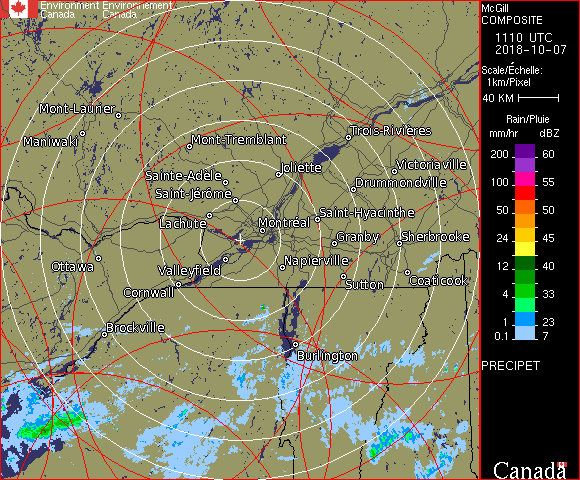 Environment Environnement
Canada Canada
Mont-Laurier
Maniwaki
Mont-Tremblant
Trois-Rivières
Joliette
Victoriaville
Sainte-Adèle
Drummondville
Saint-Jérôme
Lachute
Montréal
Saint-Hyacinthe
Granby
Sherbrooke
Ottawa
Valleyfield
Napierville
Cornwall
Sutton
Coaticook
Brockville
Burlington
McGill
COMPOSITE
1110 UTC
2018-10-07
Scale/Échelle:
1km/Pixel
40 KM
Rain/Pluie
mm/hr dBZ
200 60
57
100 55
50 50
24 45
12 40
4 33
2 23
0.1 7
PRECIPET
Canada